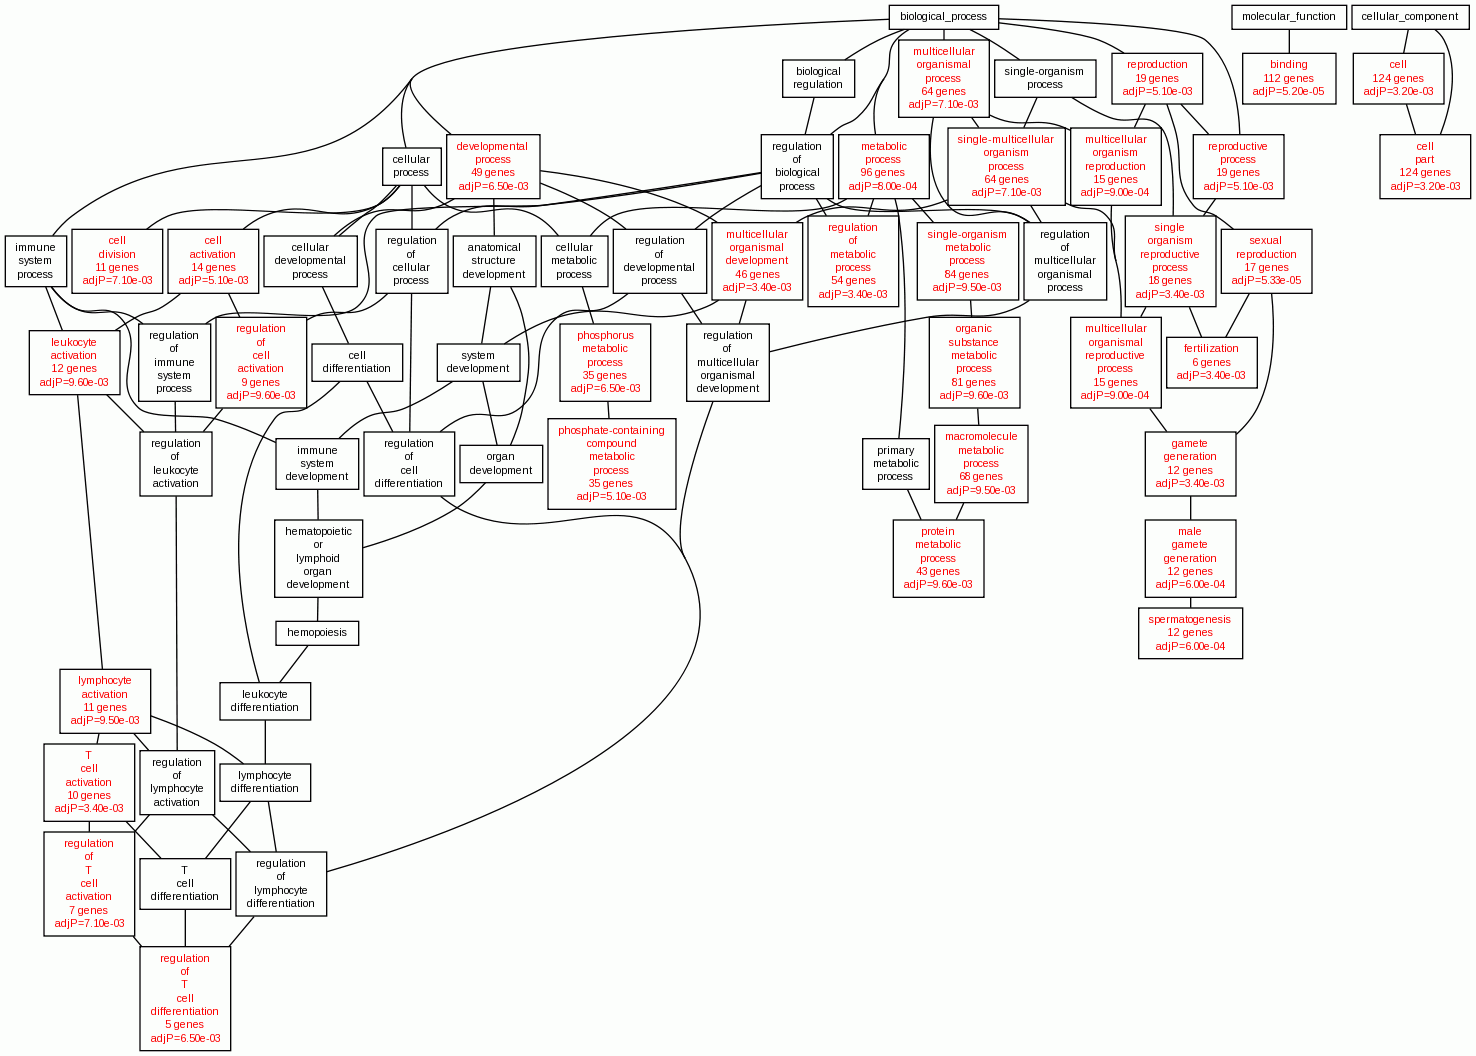 biological_process
molecular_function
cellular_component
multicellular
organismal
process
64 genes
adjP=7.10e-03
biological
regulation
single-organism
process
reproduction
19 genes
adjP=5.10e-03
binding
112 genes
adjP=5.20e-05
cell
124 genes
adjP=3.20e-03
cellular
process
developmental
process
49 genes
adjP=6.50e-03
regulation
of
biological
process
metabolic
process
96 genes
adjP=8.00e-04
single-multicellular
organism
process
64 genes
adjP=7.10e-03
multicellular
organism
reproduction
15 genes
adjP=9.00e-04
reproductive
process
19 genes
adjP=5.10e-03
cell
part
124 genes
adjP=3.20e-03
immune
system
process
cell
division
11 genes
adjP=7.10e-03
cell
activation
14 genes
adjP=5.10e-03
cellular
developmental
process
regulation
of
cellular
process
anatomical
structure
development
cellular
metabolic
process
regulation
of
developmental
process
multicellular
organismal
development
46 genes
adjP=3.40e-03
regulation
of
metabolic
process
54 genes
adjP=3.40e-03
single-organism
metabolic
process
84 genes
adjP=9.50e-03
regulation
of
multicellular
organismal
process
single
organism
reproductive
process
18 genes
adjP=3.40e-03
sexual
reproduction
17 genes
adjP=5.33e-05
leukocyte
activation
12 genes
adjP=9.60e-03
regulation
of
immune
system
process
regulation
of
cell
activation
9 genes
adjP=9.60e-03
cell
differentiation
system
development
phosphorus
metabolic
process
35 genes
adjP=6.50e-03
regulation
of
multicellular
organismal
development
organic
substance
metabolic
process
81 genes
adjP=9.60e-03
multicellular
organismal
reproductive
process
15 genes
adjP=9.00e-04
fertilization
6 genes
adjP=3.40e-03
regulation
of
leukocyte
activation
immune
system
development
regulation
of
cell
differentiation
organ
development
phosphate-containing
compound
metabolic
process
35 genes
adjP=5.10e-03
primary
metabolic
process
macromolecule
metabolic
process
68 genes
adjP=9.50e-03
gamete
generation
12 genes
adjP=3.40e-03
hematopoietic
or
lymphoid
organ
development
protein
metabolic
process
43 genes
adjP=9.60e-03
male
gamete
generation
12 genes
adjP=6.00e-04
hemopoiesis
spermatogenesis
12 genes
adjP=6.00e-04
lymphocyte
activation
11 genes
adjP=9.50e-03
leukocyte
differentiation
T
cell
activation
10 genes
adjP=3.40e-03
regulation
of
lymphocyte
activation
lymphocyte
differentiation
regulation
of
T
cell
activation
7 genes
adjP=7.10e-03
T
cell
differentiation
regulation
of
lymphocyte
differentiation
regulation
of
T
cell
differentiation
5 genes
adjP=6.50e-03